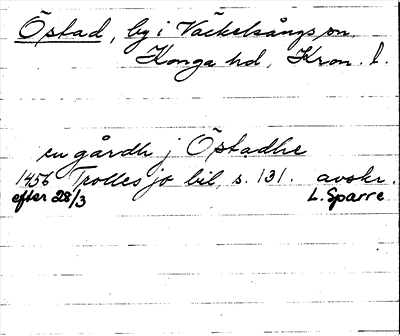 Östad, by i Väckelsångs sn.
Konga hd, Kron. l.
en gårdh j Östadhe
1456 Trolles jo bil, s. 131. avskr.
efter 28/3 L. Sparre